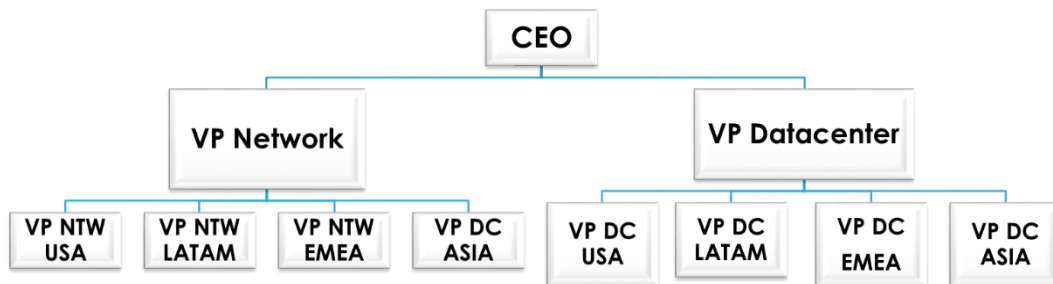 CEO
VP Network
VP Datacenter
VP NTW
USA
VP NTW
LATAM
VP NTW
EMEA
VP DC
ASIA
VP DC
USA
VP DC
LATAM
VP DC
EMEA
VP DC
ASIA